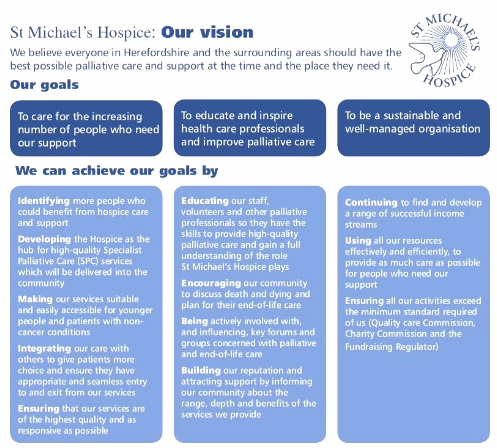 St Michael's Hospice: Our vision
ST MICHAEL'S
HOSPICE
We believe everyone in Herefordshire and the surrounding areas should have the
best possible palliative care and support at the time and the place they need it.
Our goals
To care for the increasing
number of people who need
our support
To educate and inspire
health care professionals
and improve palliative care
To be a sustainable and
well-managed organisation
We can achieve our goals by
Identifying more people who
could benefit from hospice care
and support
Developing the Hospice as the
hub for high-quality Specialist
Palliative Care (SPC) services
which will be delivered into the
community
Making our services suitable
and easily accessible for younger
people and patients with non-
cancer conditions
Integrating our care with
others to give patients more
choice and ensure they have
appropriate and seamless entry
to and exit from our services
Ensuring that our services are
of the highest quality and as
responsive as possible
Educating our staff,
volunteers and other palliative
professionals so they have the
skills to provide high-quality
palliative care and gain a full
understanding of the role
St Michael's Hospice plays
Encouraging our community
to discuss death and dying and
plan for their end-of-life care
Being actively involved with,
and influencing, key forums and
groups concerned with palliative
and end-of-life care
Building our reputation and
attracting support by informing
our community about the
range, depth and benefits of the
services we provide
Continuing to find and develop
a range of successful income
streams
Using all our resources
effectively and efficiently, to
provide as much care as possible
for people who need our
support
Ensuring all our activities exceed
the minimum standard required
of us (Quality care Commission,
Charity Commission and the
Fundraising Regulator)